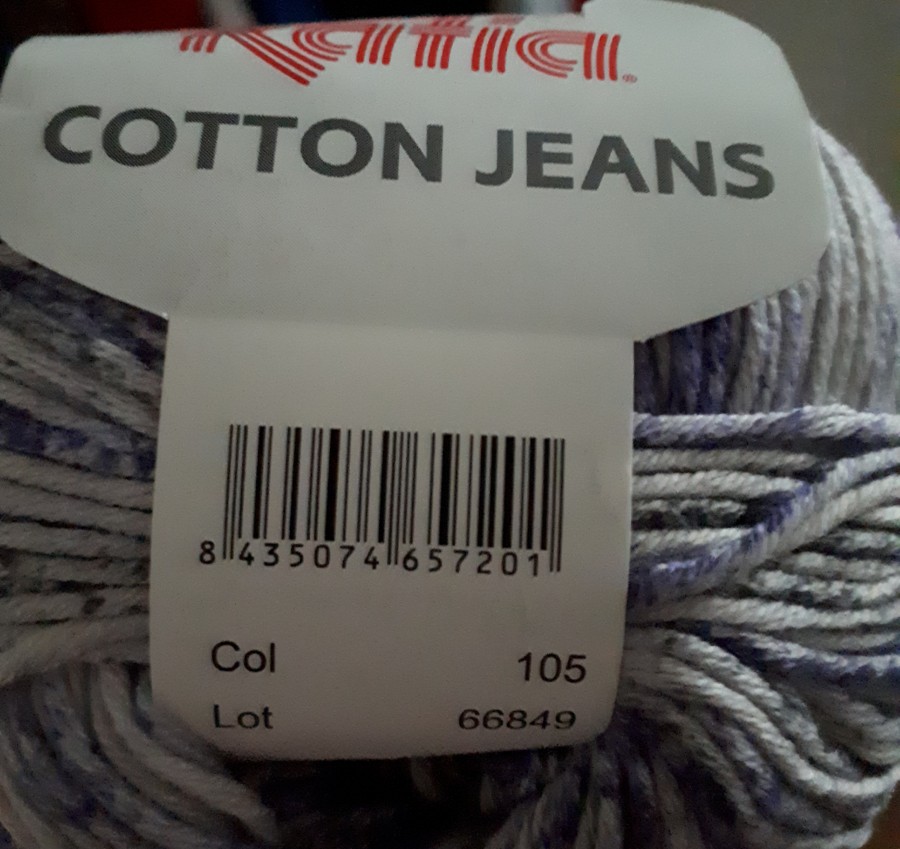 Katia®
COTTON JEANS
8 435074 657201
Col 105
Lot 66849